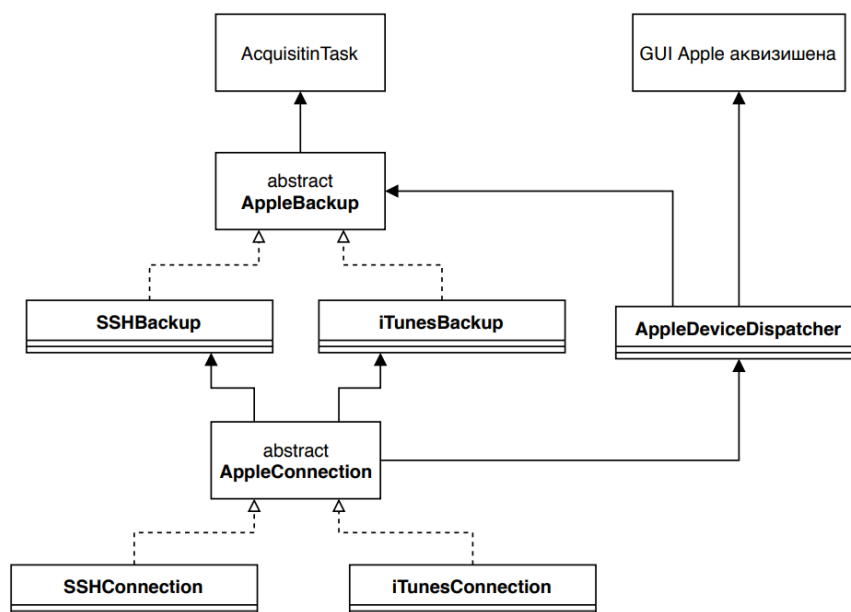 AcquisitinTask
GUI Apple аквизишена
abstract
AppleBackup
SSHBackup
iTunesBackup
AppleDeviceDispatcher
abstract
AppleConnection
SSHConnection
iTunesConnection